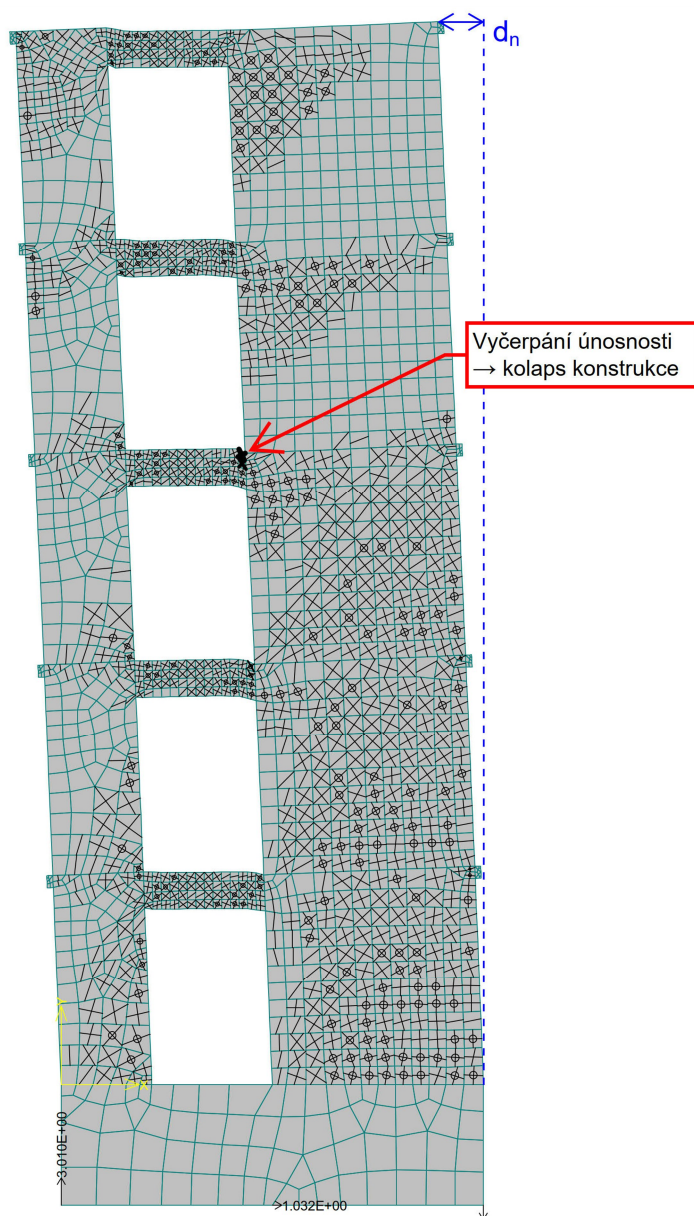 dn
Vyčerpání únosnosti
→ kolaps konstrukce
Y
X
>3.010E+00
>1.032E+00